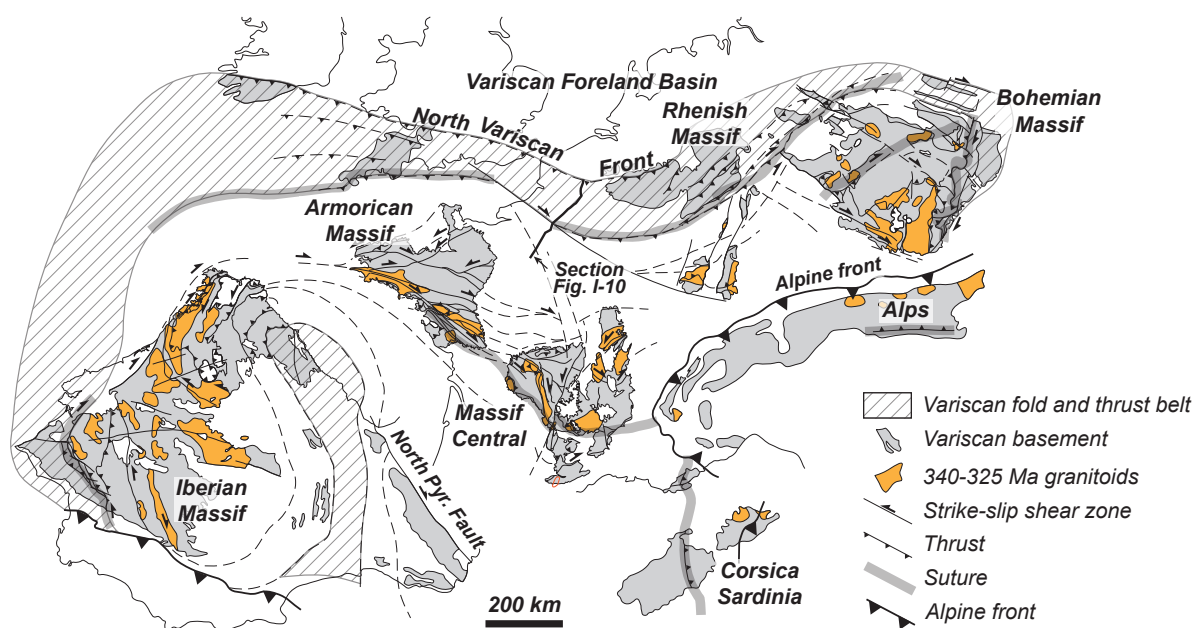 Variscan Foreland Basin
Rhenish
Massif
Bohemian
Massif
North Variscan
Front
Armorican
Massif
Section
Fig. I-10
Alpine front
Alps
Massif
Central
North Pyr. Fault
Iberian
Massif
Corsica
Sardinia
200 km
Variscan fold and thrust belt
Variscan basement
340-325 Ma granitoids
Strike-slip shear zone
Thrust
Suture
Alpine front